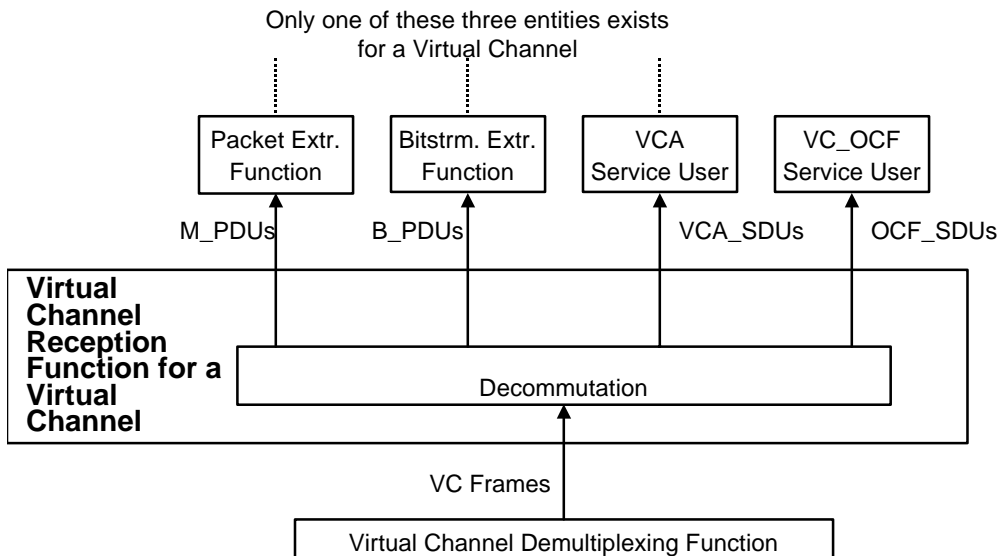 Only one of these three entities exists
for a Virtual Channel
Packet Extr.
Function
Bitstrm. Extr.
Function
VCA
Service User
VC_OCF
Service User
M_PDUs
B_PDUs
VCA_SDUs
OCF_SDUs
Virtual
Channel
Reception
Function for a
Virtual
Channel
Decommutation
VC Frames
Virtual Channel Demultiplexing Function